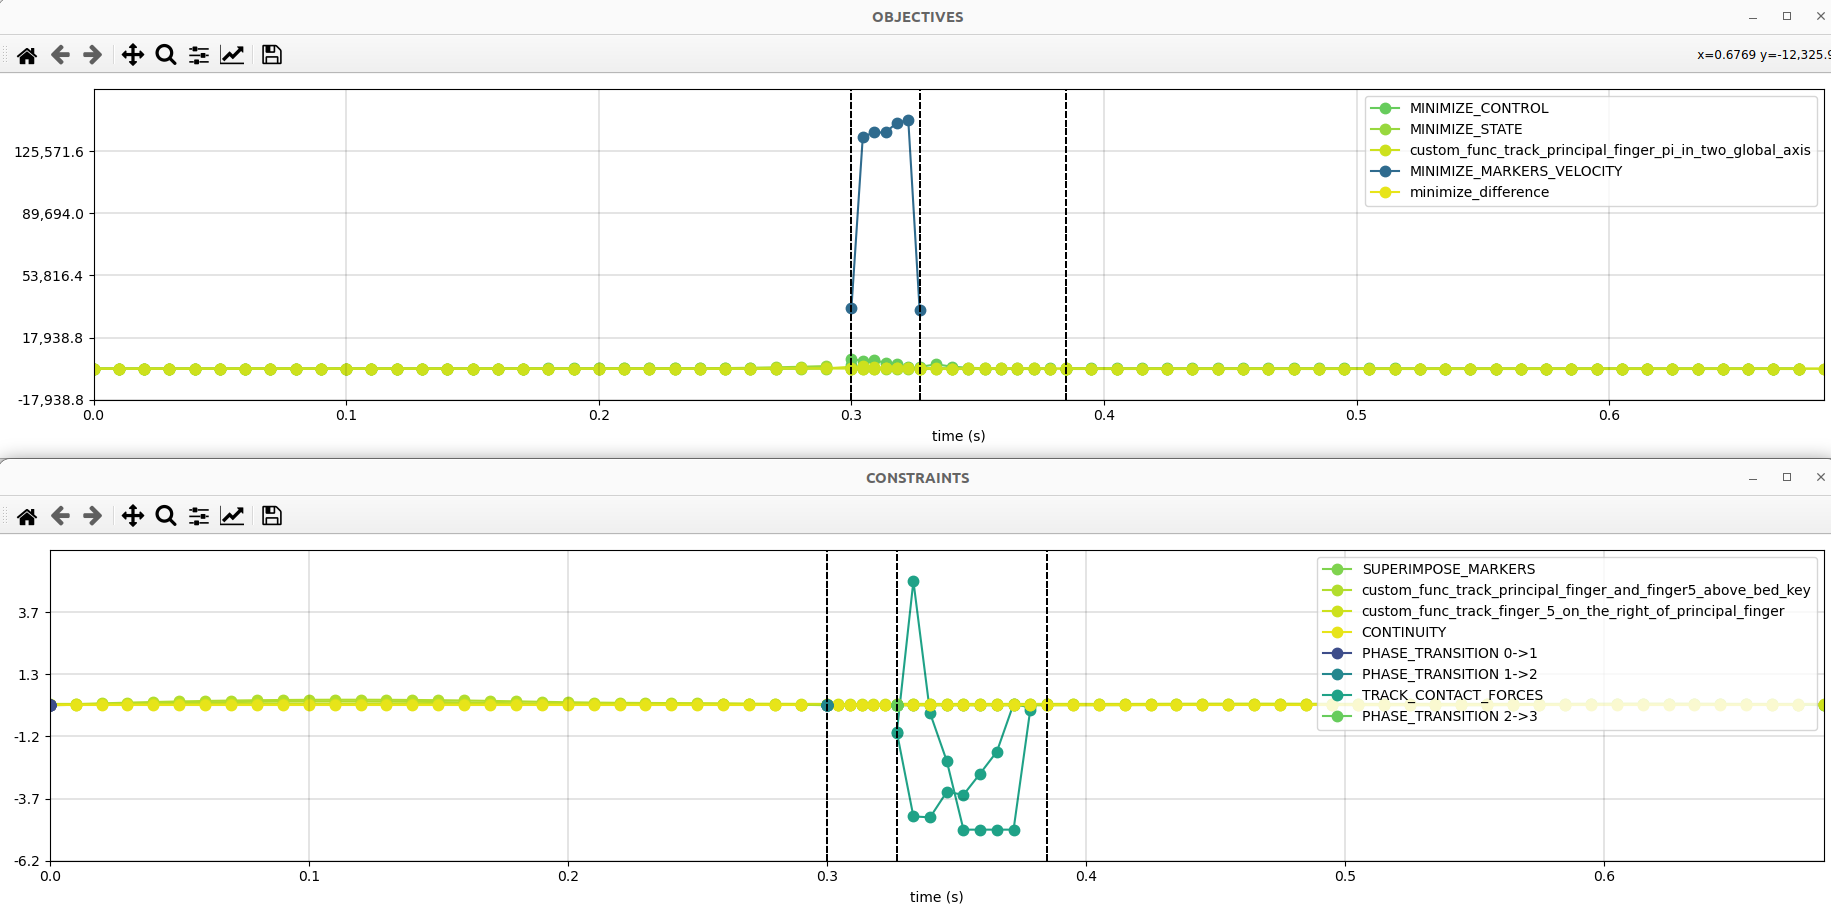 OBJECTIVES
x=0.6769 y=-12,325.9
MINIMIZE_CONTROL
MINIMIZE_STATE
custom_func_track_principal_finger_pi_in_two_global_axis
MINIMIZE_MARKERS_VELOCITY
minimize_difference
125,571.6
89,694.0
53,816.4
17,938.8
-17,938.8
0.0 0.1 0.2 0.3 0.4 0.5 0.6
time (s)
CONSTRAINTS
SUPERIMPOSE_MARKERS
custom_func_track_principal_finger_and_finger5_above_bed_key
custom_func_track_finger_5_on_the_right_of_principal_finger
CONTINUITY
PHASE_TRANSITION 0->1
PHASE_TRANSITION 1->2
TRACK_CONTACT_FORCES
PHASE_TRANSITION 2->3
3.7
1.3
-1.2
-3.7
-6.2
0.0 0.1 0.2 0.3 0.4 0.5 0.6
time (s)